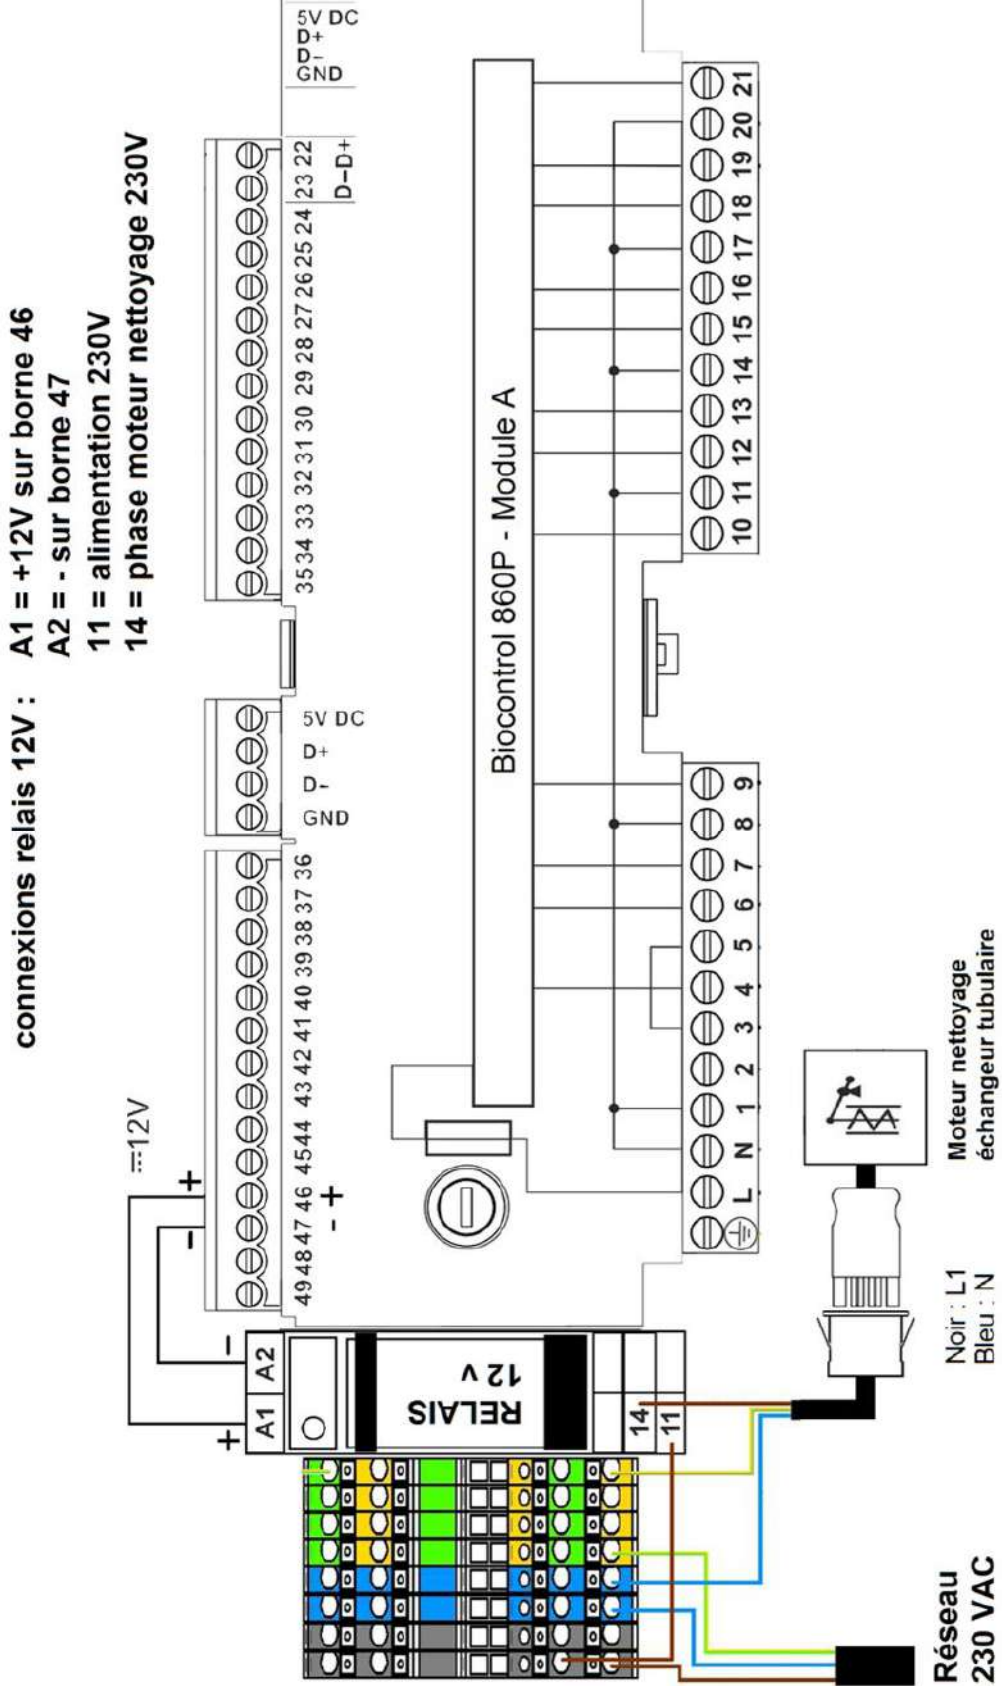 connexions relais 12V :
A1 = +12V sur borne 46
A2 = - sur borne 47
11 = alimentation 230V
14 = phase moteur nettoyage 230V
12V
- +
49 48 47 46 45 44 43 42 41 40 39 38 37 36
- +
GND
D-
D+
5V DC
35 34 33 32 31 30 29 28 27 26 25 24 23 22
D-D+
5V DC
D+
D-
GND
+ -
A1 A2
RELAIS
12 V
14
11
Biocontrol 860P - Module A
L N 1 2 3 4 5 6 7 8 9
10 11 12 13 14 15 16 17 18 19 20 21
Réseau
230 VAC
Noir : L1
Bleu : N
Moteur nettoyage
échangeur tubulaire